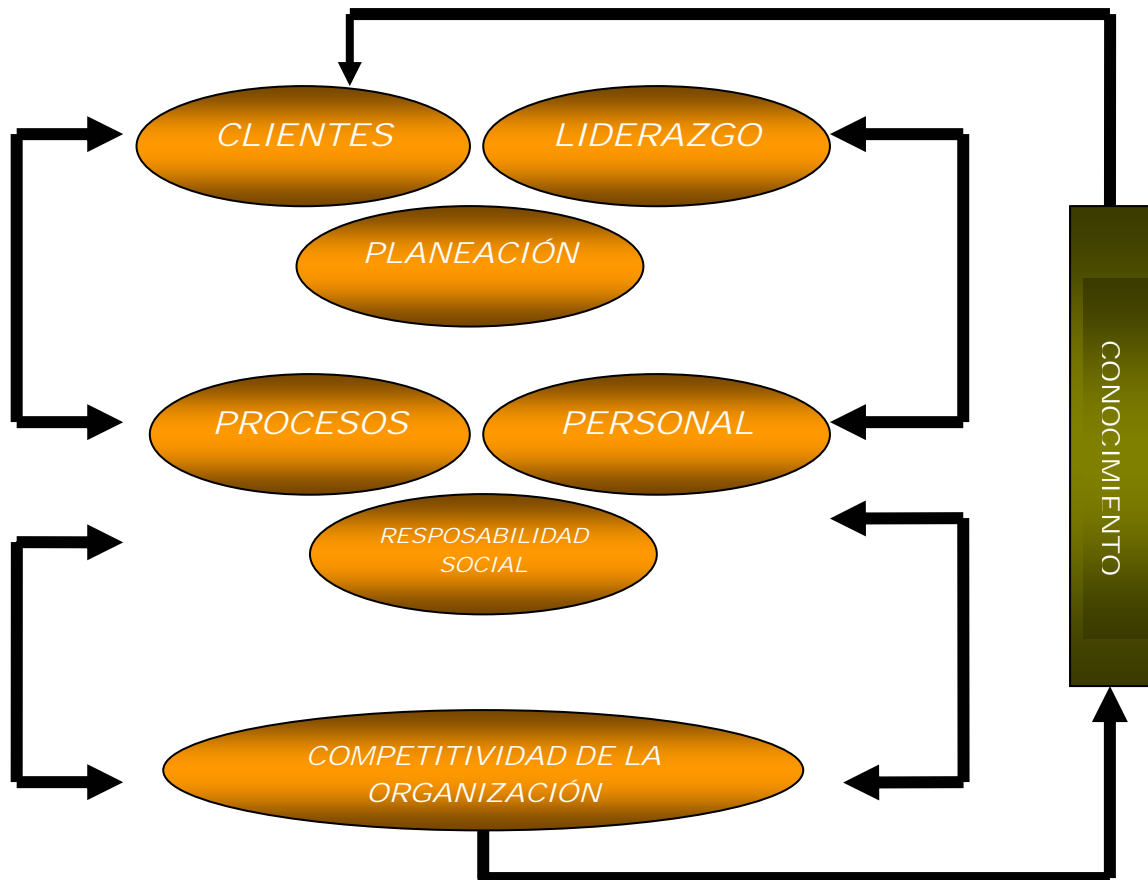 CLIENTES
LIDERAZGO
PLANEACIÓN
PROCESOS
PERSONAL
RESPOSABILIDAD
SOCIAL
COMPETITIVIDAD DE LA
ORGANIZACIÓN
CONOCIMIENTO